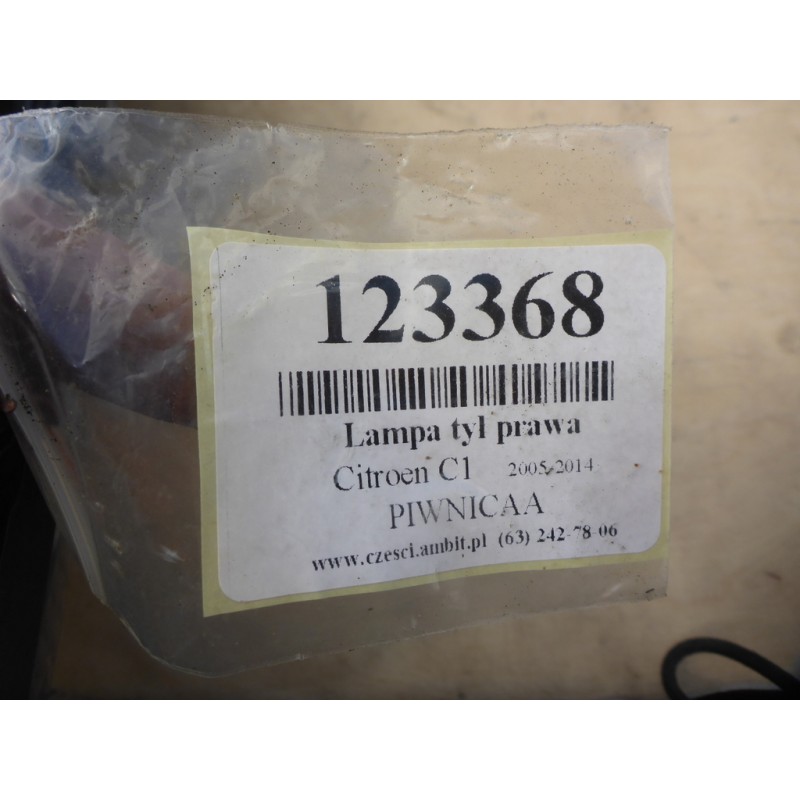 123368
Lampa tyl prawa
Citroen C1 2005-2014
PIWNICAA
www.czesci.ambit.pl (63) 242-78-06